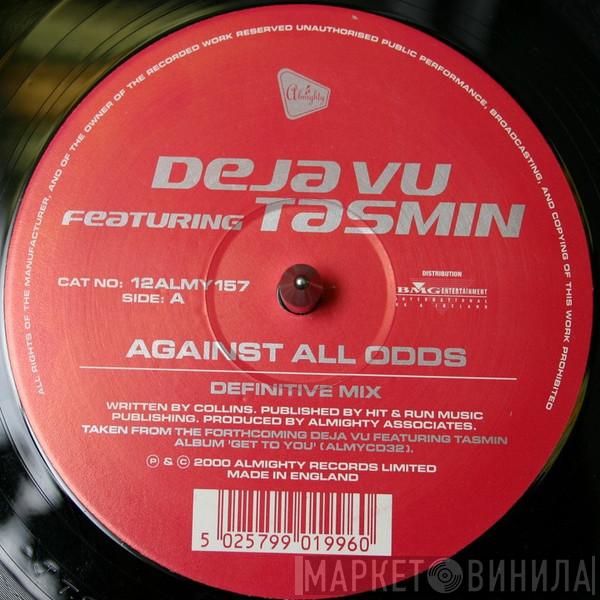 ALL RIGHTS OF THE MANUFACTURER, AND OF THE OWNER OF THE RECORDED WORK RESERVED UNAUTHORISED PUBLIC PERFORMANCE, BROADCASTING, AND COPYING OF THIS WORK PROHIBITED
Almighty
DEJA VU
FEATURING TASMIN
CAT NO: 12ALMY157
SIDE: A
DISTRIBUTION
BMG ENTERTAINMENT
INTERNATIONAL
UK & IRELAND
AGAINST ALL ODDS
DEFINITIVE MIX
WRITTEN BY COLLINS. PUBLISHED BY HIT & RUN MUSIC
PUBLISHING. PRODUCED BY ALMIGHTY ASSOCIATES.
TAKEN FROM THE FORTHCOMING DEJA VU FEATURING TASMIN
ALBUM 'GET TO YOU' (ALMYCD32).
℗ & © 2000 ALMIGHTY RECORDS LIMITED
MADE IN ENGLAND
5 025799 019960
МАРКЕТ ВИНИЛА